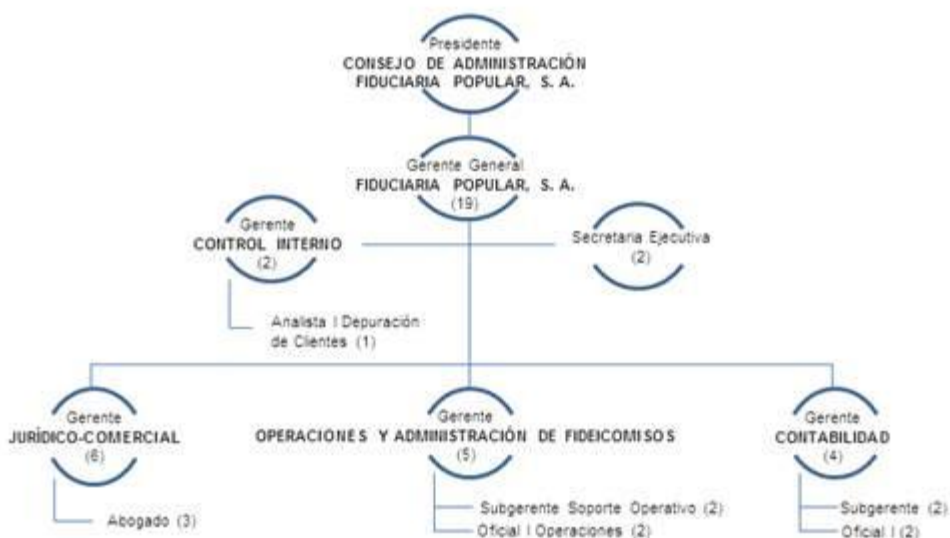 Presidente
CONSEJO DE ADMINISTRACIÓN
FIDUCIARIA POPULAR, S. A.
Gerente General
FIDUCIARIA POPULAR, S. A.
(19)
Gerente
CONTROL INTERNO
(2)
Secretaria Ejecutiva
(2)
Analista I Depuración
de Clientes (1)
Gerente
JURÍDICO-COMERCIAL
(6)
Gerente
OPERACIONES Y ADMINISTRACIÓN DE FIDEICOMISOS
(5)
Gerente
CONTABILIDAD
(4)
Abogado (3)
Subgerente Soporte Operativo (2)
Oficial I Operaciones (2)
Subgerente (2)
Oficial I (2)